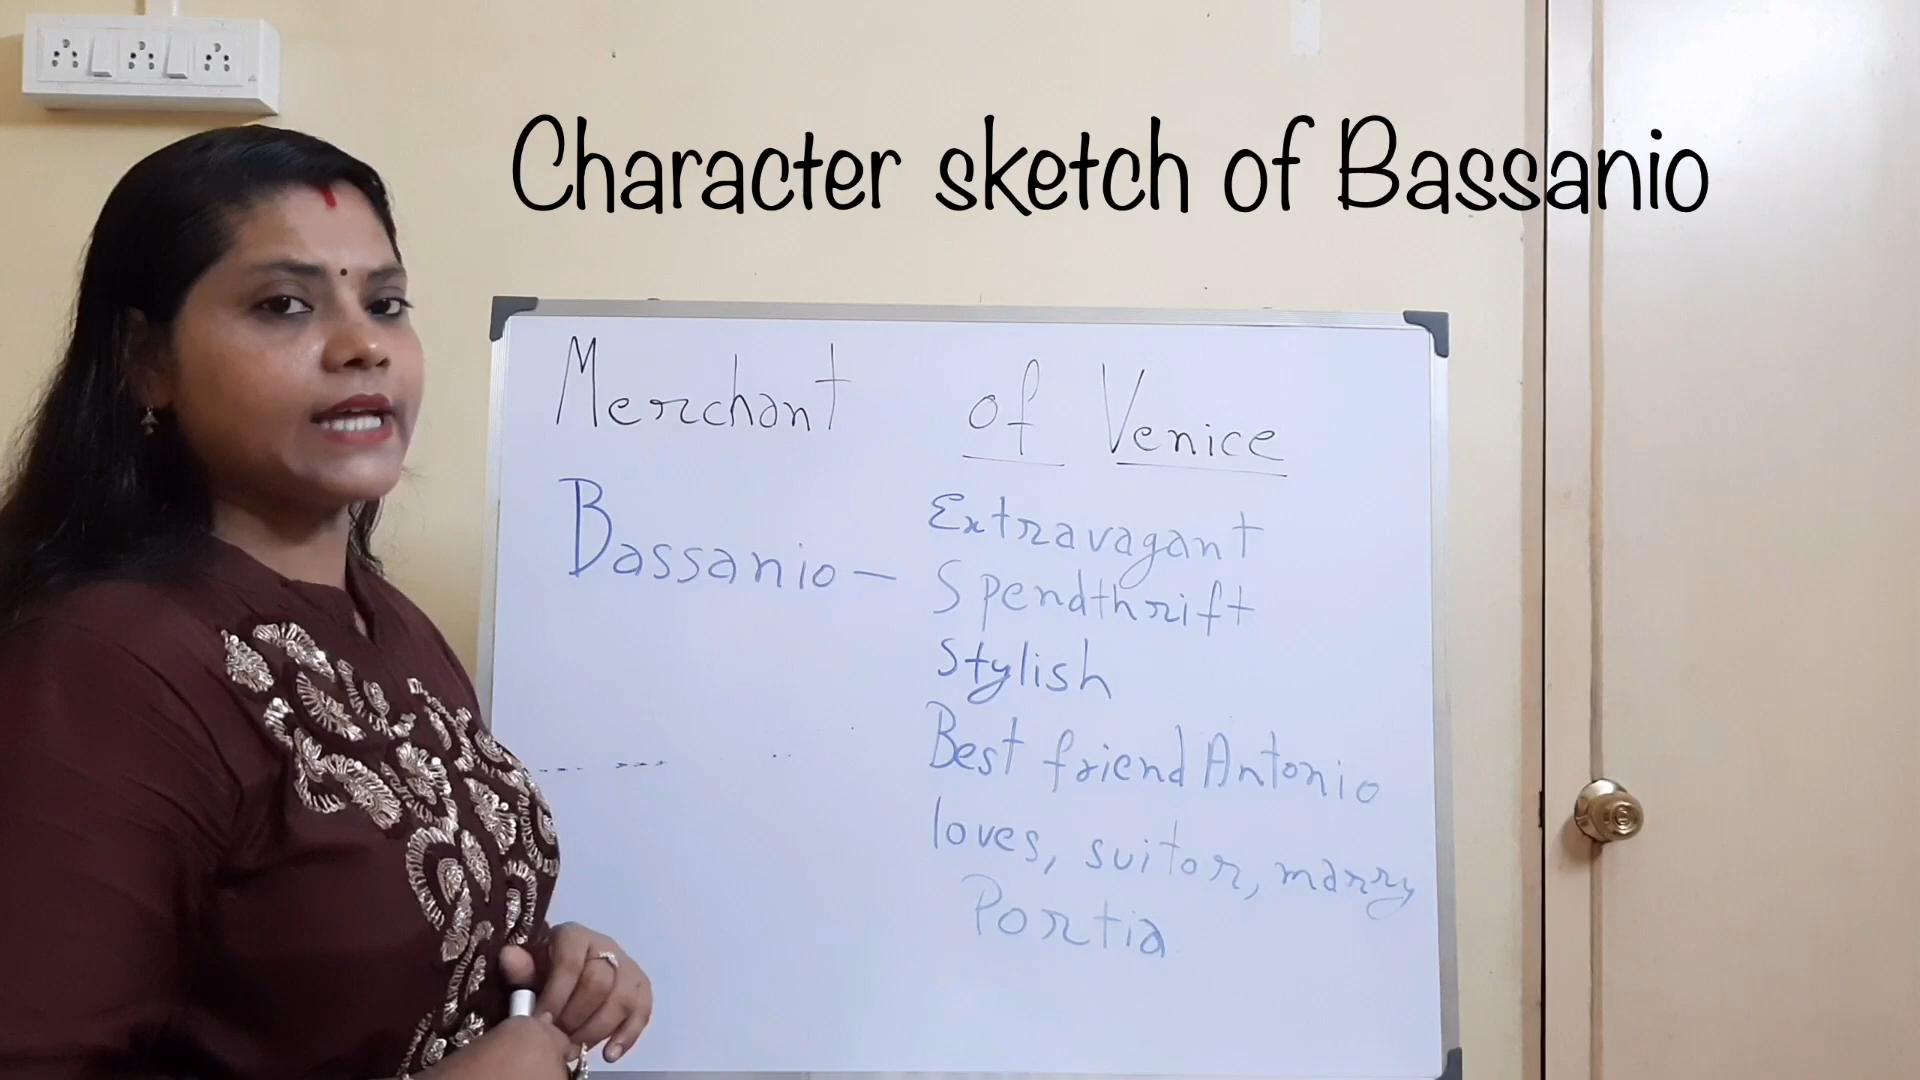 Character sketch of Bassanio
Merchant of Venice
Bassanio - Extravagant
Spendthrift
Stylish
Best friend Antonio
loves, suitor, marry
Portia